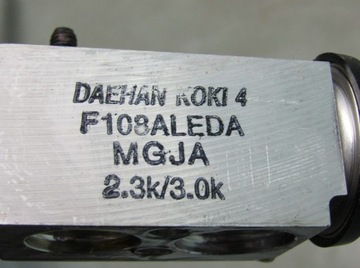 DAEHAN KOKI 4
F108ALEDA
MGJA
2.3k/3.0k